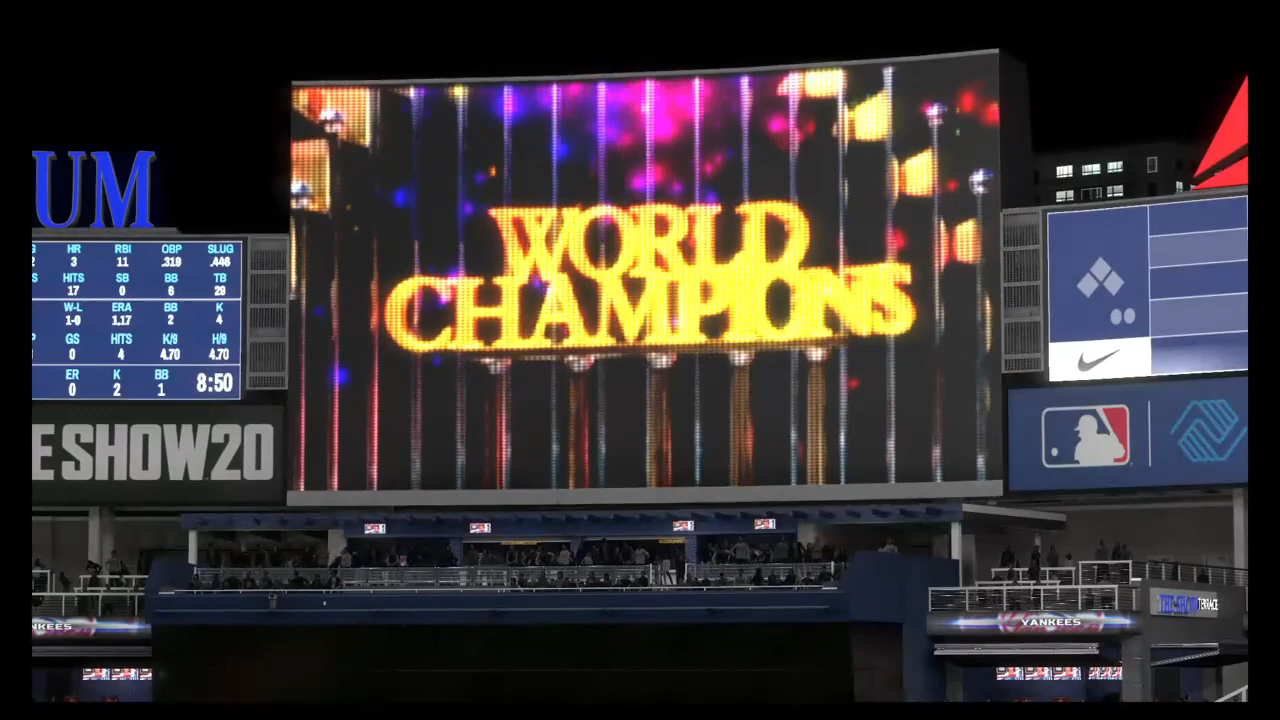 WORLD
CHAMPIONS
UM
HR RBI OBP SLUG
3 11 .319 .446
HITS SB BB TB
17 0 6 29
W-L ERA BB K
1-0 1.17 2 4
GS HITS K/9 H/9
0 4 4.70 4.70
ER K BB
0 2 1
8:50
E SHOW20
NKEES
YANKEES
THE SHOW TERRACE